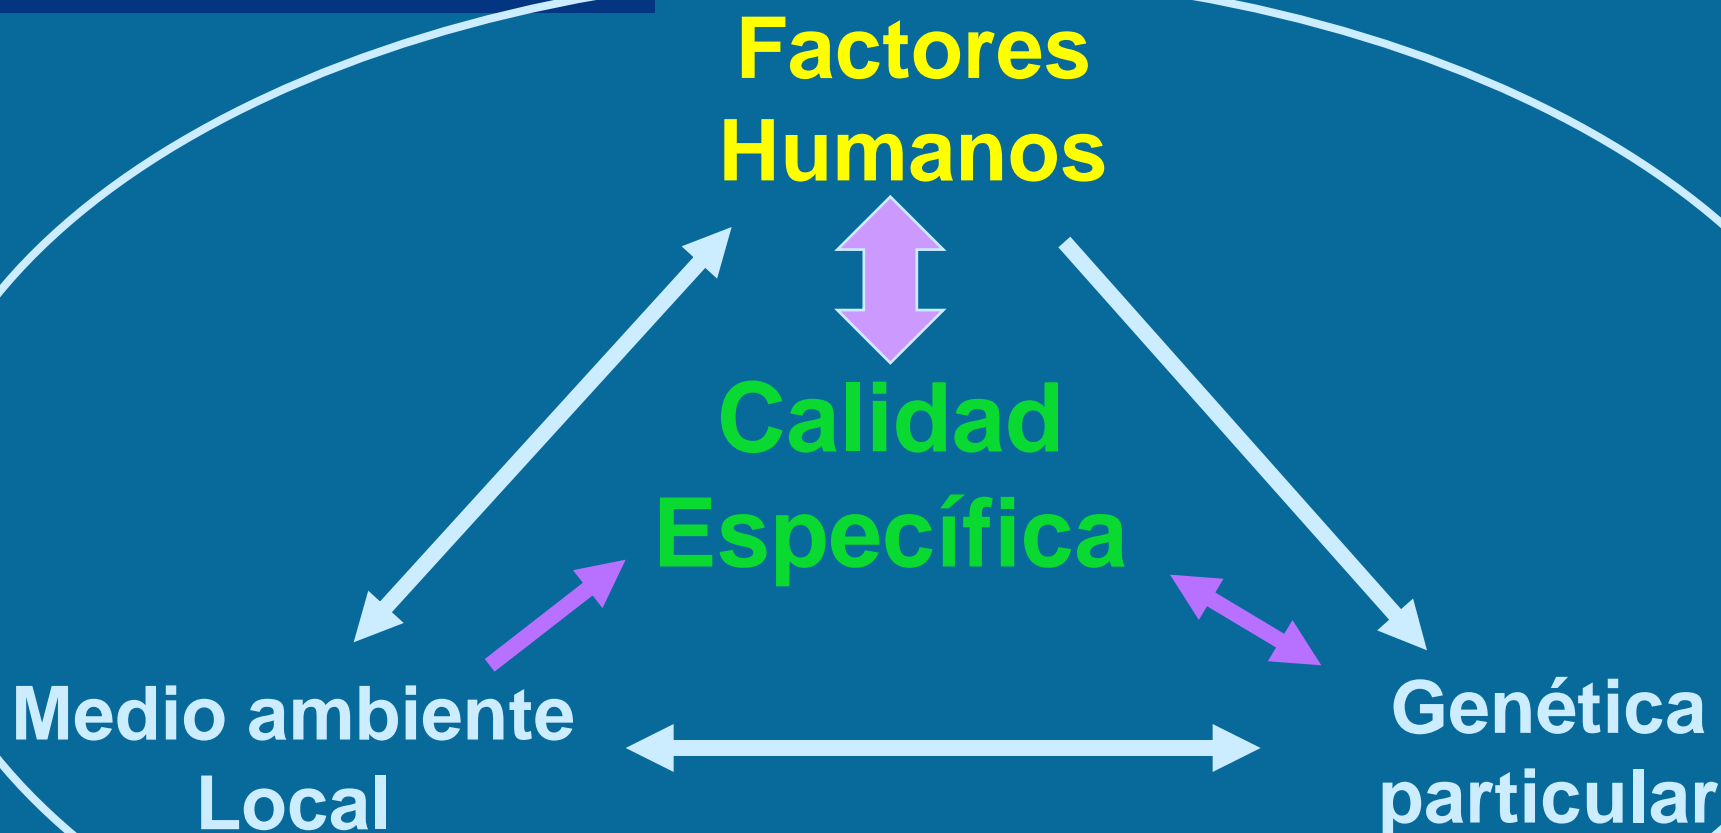 Factores
Humanos
Calidad
Específica
Medio ambiente
Local
Genética
particular